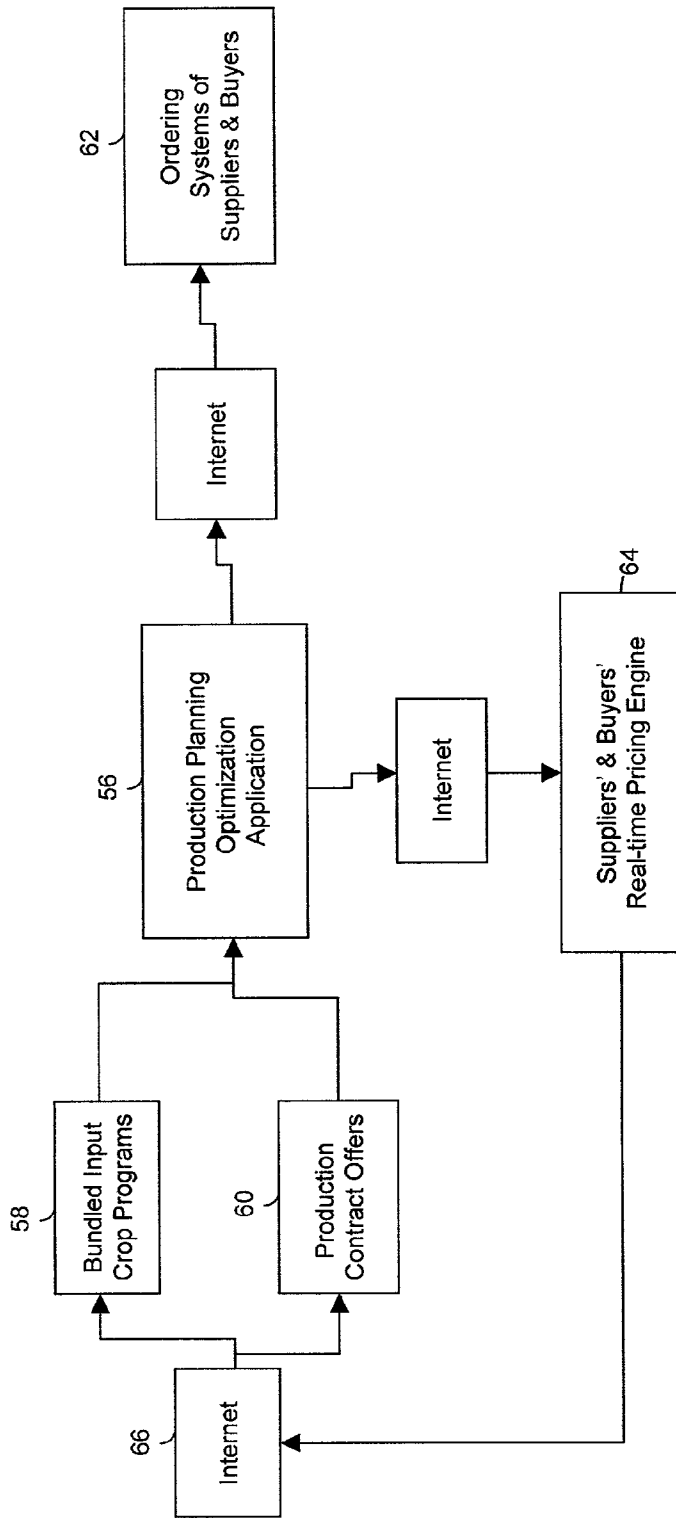 66
Internet
58
Bundled Input
Crop Programs
60
Production
Contract Offers
56
Production Planning
Optimization
Application
Internet
Internet
62
Ordering
Systems of
Suppliers & Buyers
64
Suppliers' & Buyers'
Real-time Pricing Engine